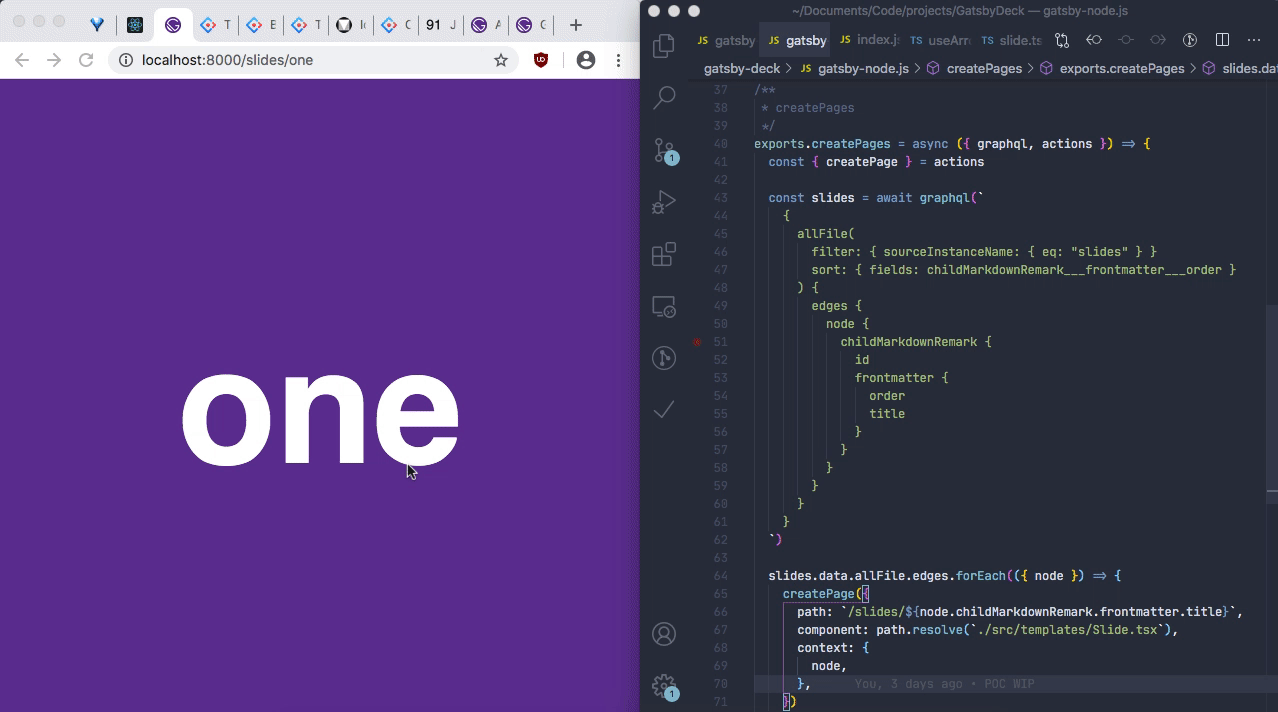 T
E
T
Ic
C
91 J
A
C
localhost:8000/slides/one
one
~/Documents/Code/projects/GatsbyDeck — gatsby-node.js
JS gatsby
JS gatsby
JS index.js
TS useArr
TS slide.ts
gatsby-deck > JS gatsby-node.js > createPages > exports.createPages > slides.dat
37 /**
38 * createPages
39 */
40 exports.createPages = async ({ graphql, actions }) ⇒ {
41 const { createPage } = actions
42
43 const slides = await graphql(`
44 {
45 allFile(
46 filter: { sourceInstanceName: { eq: "slides" } }
47 sort: { fields: childMarkdownRemark___frontmatter___order }
48 ) {
49 edges {
50 node {
51 childMarkdownRemark {
52 id
53 frontmatter {
54 order
55 title
56 }
57 }
58 }
59 }
60 }
61 }
62 `)
63
64 slides.data.allFile.edges.forEach(({ node }) ⇒ {
65 createPage({
66 path: `/slides/${node.childMarkdownRemark.frontmatter.title}`,
67 component: path.resolve(`./src/templates/Slide.tsx`),
68 context: {
69 node,
70 }, You, 3 days ago • POC WIP
71 })
1
1